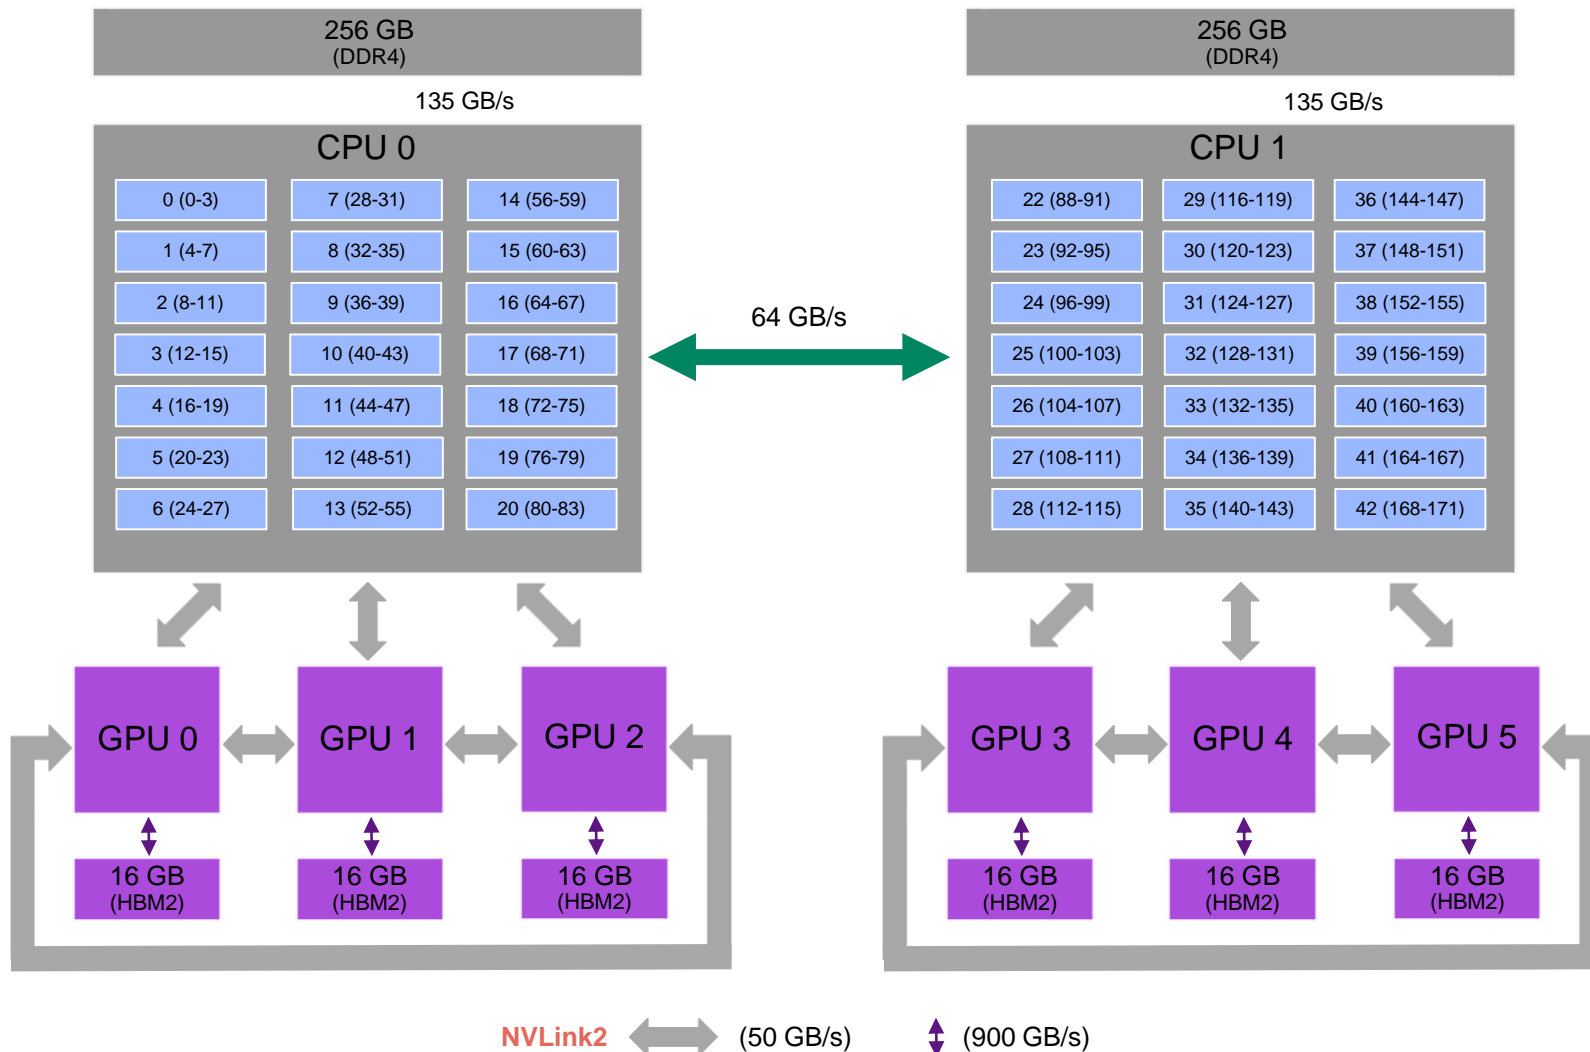 256 GB
(DDR4)
135 GB/s
CPU 0
0 (0-3)
7 (28-31)
14 (56-59)
1 (4-7)
8 (32-35)
15 (60-63)
2 (8-11)
9 (36-39)
16 (64-67)
3 (12-15)
10 (40-43)
17 (68-71)
4 (16-19)
11 (44-47)
18 (72-75)
5 (20-23)
12 (48-51)
19 (76-79)
6 (24-27)
13 (52-55)
20 (80-83)
64 GB/s
256 GB
(DDR4)
135 GB/s
CPU 1
22 (88-91)
29 (116-119)
36 (144-147)
23 (92-95)
30 (120-123)
37 (148-151)
24 (96-99)
31 (124-127)
38 (152-155)
25 (100-103)
32 (128-131)
39 (156-159)
26 (104-107)
33 (132-135)
40 (160-163)
27 (108-111)
34 (136-139)
41 (164-167)
28 (112-115)
35 (140-143)
42 (168-171)
GPU 0
GPU 1
GPU 2
16 GB
(HBM2)
16 GB
(HBM2)
16 GB
(HBM2)
GPU 3
GPU 4
GPU 5
16 GB
(HBM2)
16 GB
(HBM2)
16 GB
(HBM2)
NVLink2
(50 GB/s)
(900 GB/s)